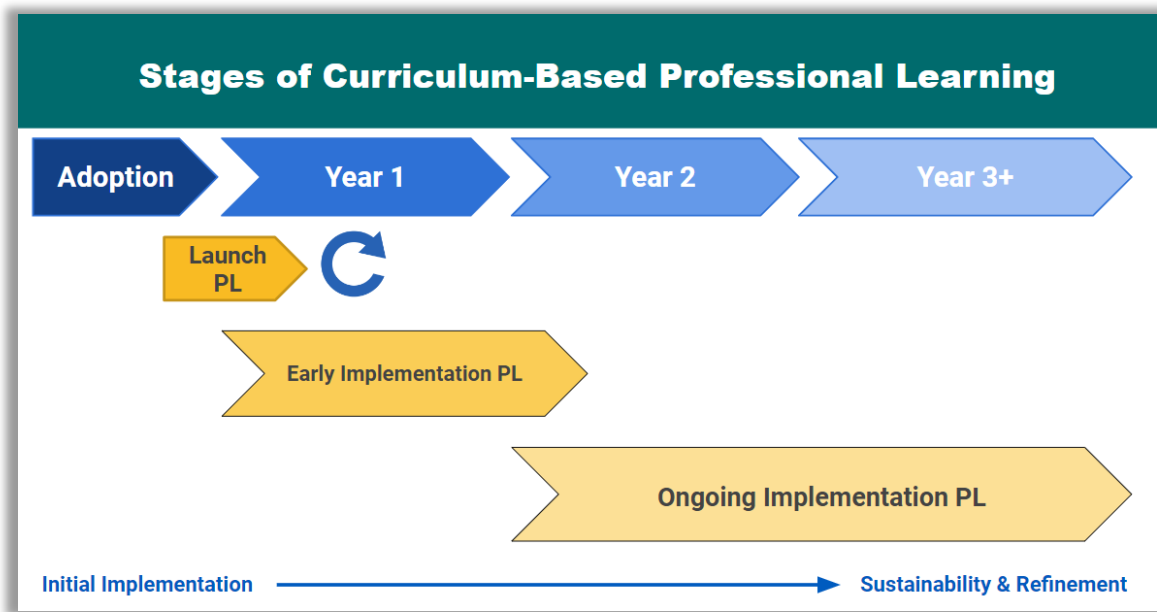 Stages of Curriculum-Based Professional Learning
Adoption
Year 1
Year 2
Year 3+
Launch
PL
Early Implementation PL
Ongoing Implementation PL
Initial Implementation
Sustainability & Refinement